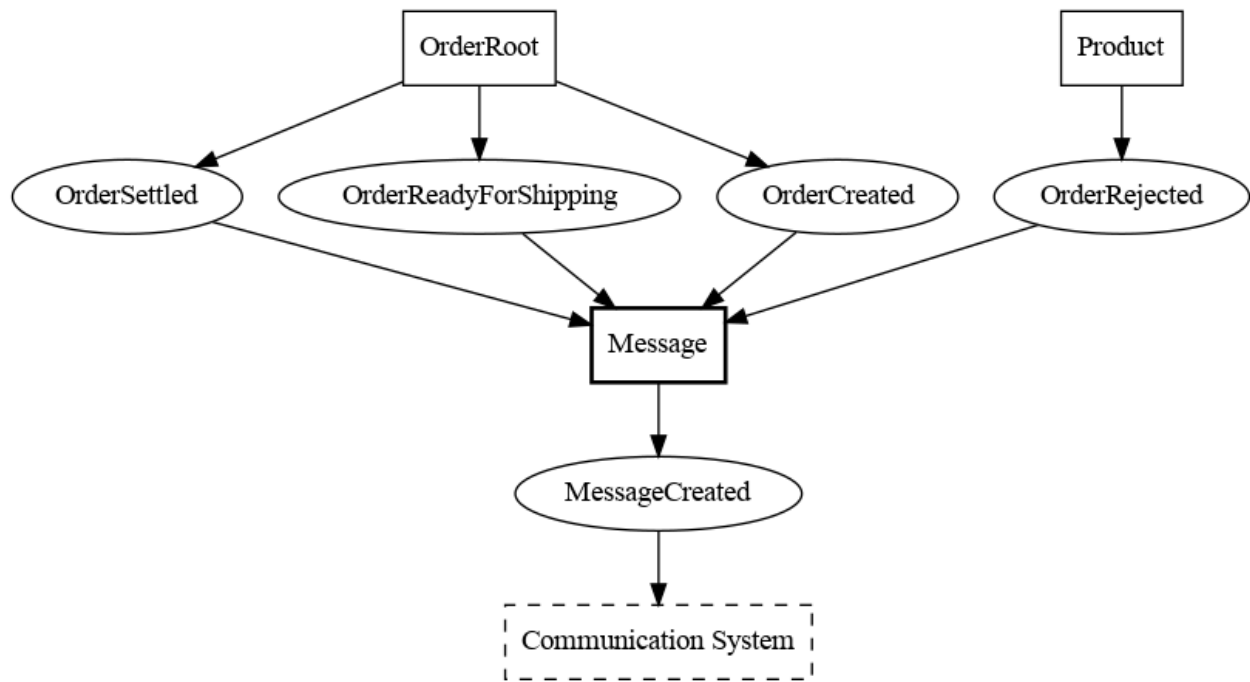 OrderRoot
Product
OrderSettled
OrderReadyForShipping
OrderCreated
OrderRejected
Message
MessageCreated
Communication System